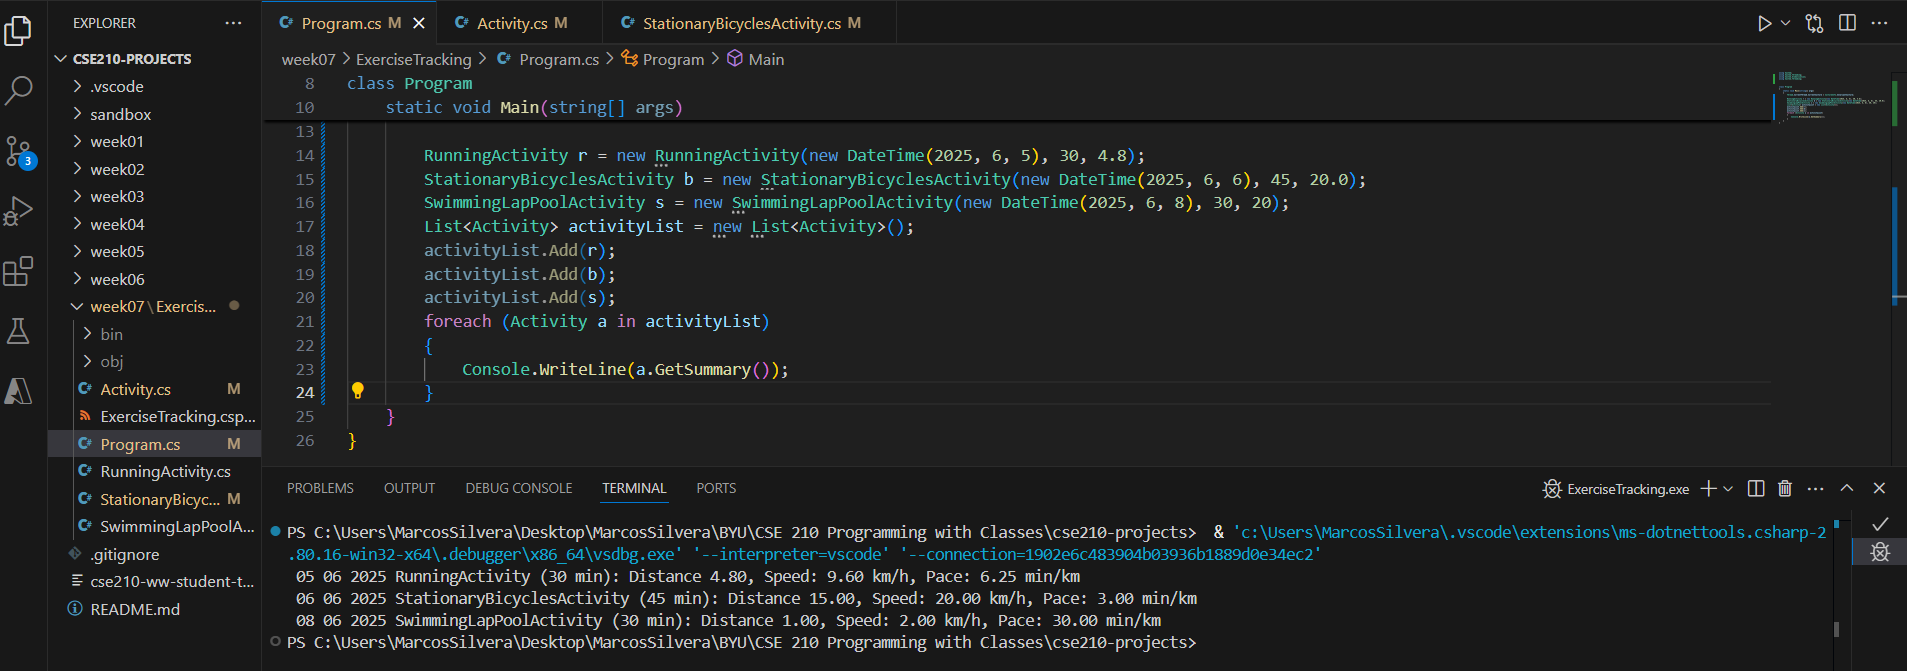 EXPLORER ...
CSE210-PROJECTS
.vscode
sandbox
week01
week02
week03
week04
week05
week06
week07\Exercis...
bin
obj
Activity.cs M
ExerciseTracking.csp...
Program.cs M
RunningActivity.cs
StationaryBicyc... M
SwimmingLapPoolA...
.gitignore
cse210-ww-student-t...
README.md
3
Program.cs M
Activity.cs M
StationaryBicyclesActivity.cs M
week07 > ExerciseTracking > Program.cs > Program > Main
8 class Program
10 static void Main(string[] args)
13
14 RunningActivity r = new RunningActivity(new DateTime(2025, 6, 5), 30, 4.8);
15 StationaryBicyclesActivity b = new StationaryBicyclesActivity(new DateTime(2025, 6, 6), 45, 20.0);
16 SwimmingLapPoolActivity s = new SwimmingLapPoolActivity(new DateTime(2025, 6, 8), 30, 20);
17 List<Activity> activityList = new List<Activity>();
18 activityList.Add(r);
19 activityList.Add(b);
20 activityList.Add(s);
21 foreach (Activity a in activityList)
22 {
23 Console.WriteLine(a.GetSummary());
24 }
25 }
26 }
PROBLEMS OUTPUT DEBUG CONSOLE TERMINAL PORTS
ExerciseTracking.exe
PS C:\Users\MarcosSilvera\Desktop\MarcosSilvera\BYU\CSE 210 Programming with Classes\cse210-projects> & 'c:\Users\MarcosSilvera\.vscode\extensions\ms-dotnettools.csharp-2
.80.16-win32-x64\.debugger\x86_64\vsdbg.exe' '--interpreter=vscode' '--connection=1902e6c483904b03936b1889d0e34ec2'
05 06 2025 RunningActivity (30 min): Distance 4.80, Speed: 9.60 km/h, Pace: 6.25 min/km
06 06 2025 StationaryBicyclesActivity (45 min): Distance 15.00, Speed: 20.00 km/h, Pace: 3.00 min/km
08 06 2025 SwimmingLapPoolActivity (30 min): Distance 1.00, Speed: 2.00 km/h, Pace: 30.00 min/km
PS C:\Users\MarcosSilvera\Desktop\MarcosSilvera\BYU\CSE 210 Programming with Classes\cse210-projects>